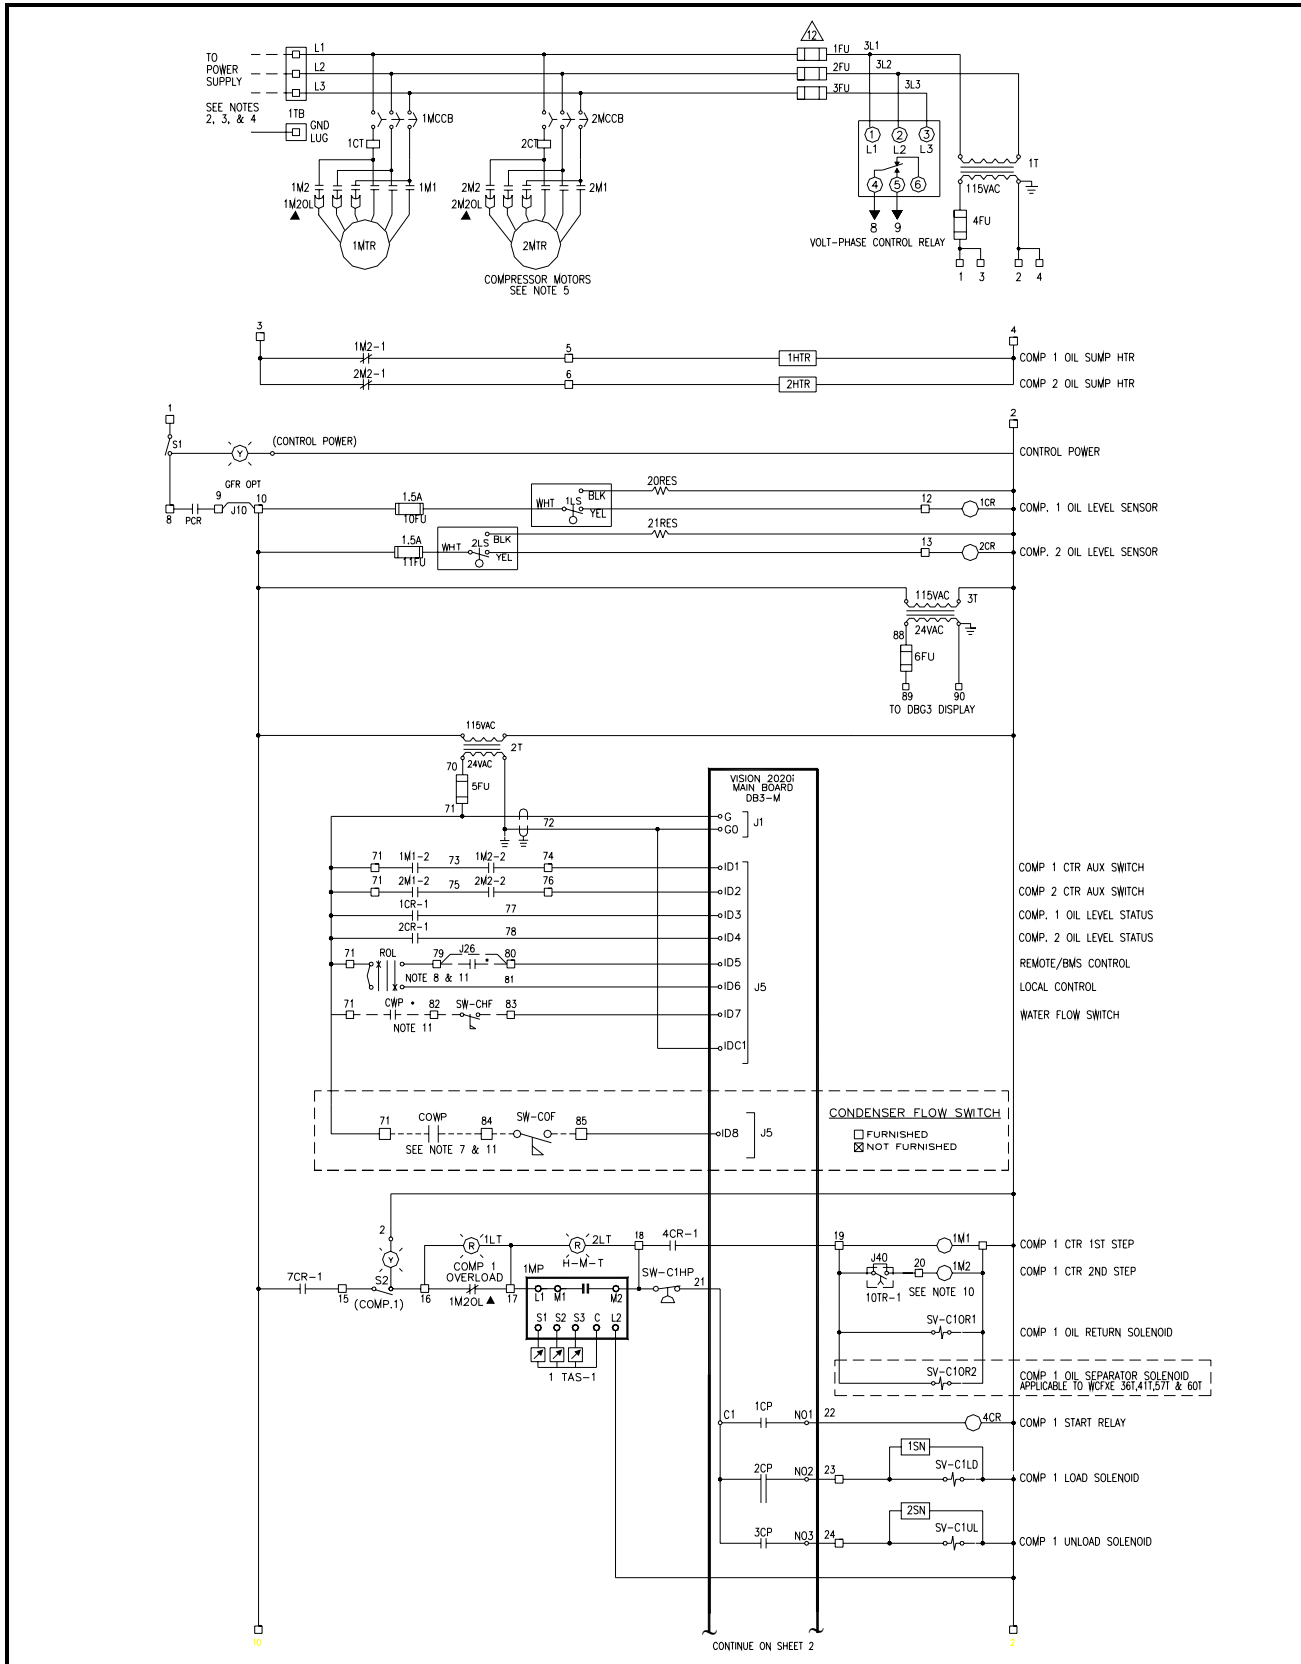 TO
POWER
SUPPLY
SEE NOTES
2, 3, & 4
L1
L2
L3
1TB
GND
LUG
12
1FU
2FU
3FU
3L1
3L2
3L3
1MCCB
2MCCB
1CT
2CT
1M2
1M1
2M2
2M1
1M2OL
2M2OL
1MTR
2MTR
COMPRESSOR MOTORS
SEE NOTE 5
1 2 3
L1 L2 L3
4 5 6
8 9
VOLT-PHASE CONTROL RELAY
1T
115VAC
4FU
1 3 2 4
3
4
1M2-1
5
1HTR
COMP 1 OIL SUMP HTR
2M2-1
6
2HTR
COMP 2 OIL SUMP HTR
1
2
S1
Y
(CONTROL POWER)
CONTROL POWER
GFR OPT
8
PCR
9
J10
10
1.5A
10FU
WHT
1LS
BLK
YEL
20RES
12
1CR
COMP. 1 OIL LEVEL SENSOR
1.5A
11FU
WHT
2LS
BLK
YEL
21RES
13
2CR
COMP. 2 OIL LEVEL SENSOR
115VAC
3T
24VAC
88
6FU
89
90
TO DBG3 DISPLAY
115VAC
2T
24VAC
70
5FU
71
72
VISION 2020i
MAIN BOARD
DB3-M
G
G0
J1
71 1M1-2 73 1M2-2 74
ID1
COMP 1 CTR AUX SWITCH
71 2M1-2 75 2M2-2 76
ID2
COMP 2 CTR AUX SWITCH
1CR-1 77
ID3
COMP. 1 OIL LEVEL STATUS
2CR-1 78
ID4
COMP. 2 OIL LEVEL STATUS
71 ROL 79 J26 * 80
ID5
REMOTE/BMS CONTROL
NOTE 8 & 11 81
ID6
J5
LOCAL CONTROL
71 CWP * 82 SW-CHF 83
ID7
WATER FLOW SWITCH
NOTE 11
IDC1
71 COWP 84 SW-COF 85
ID8
J5
SEE NOTE 7 & 11
CONDENSER FLOW SWITCH
FURNISHED
NOT FURNISHED
2
Y
7CR-1
15
S2
(COMP.1)
16
R
1LT
COMP 1
OVERLOAD
1M2OL
17
R
2LT
H-M-T
1MP
L1 M1 M2
S1 S2 S3 C L2
1 TAS-1
18
4CR-1
SW-C1HP
21
19
1M1
COMP 1 CTR 1ST STEP
J40
10TR-1
20
1M2
SEE NOTE 10
COMP 1 CTR 2ND STEP
SV-C1OR1
COMP 1 OIL RETURN SOLENOID
SV-C1OR2
COMP 1 OIL SEPARATOR SOLENOID
APPLICABLE TO WCFXE 36T,41T,57T & 60T
C1
1CP
NO1
22
4CR
COMP 1 START RELAY
2CP
NO2
23
1SN
SV-C1LD
COMP 1 LOAD SOLENOID
3CP
NO3
24
2SN
SV-C1UL
COMP 1 UNLOAD SOLENOID
10
2
CONTINUE ON SHEET 2